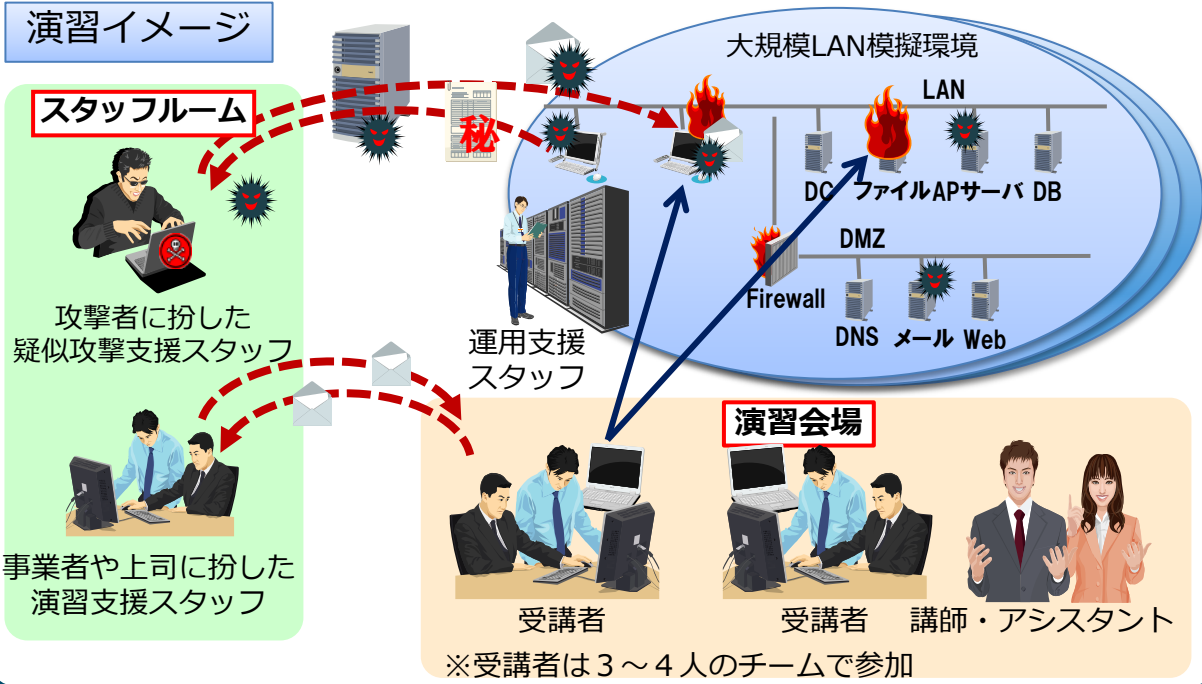 演習イメージ
大規模LAN模擬環境
スタッフルーム
LAN
秘
DC ファイル APサーバ DB
DMZ
Firewall
DNS メール Web
攻撃者に扮した
疑似攻撃支援スタッフ
運用支援
スタッフ
演習会場
事業者や上司に扮した
演習支援スタッフ
受講者
受講者
講師・アシスタント
※受講者は3～4人のチームで参加